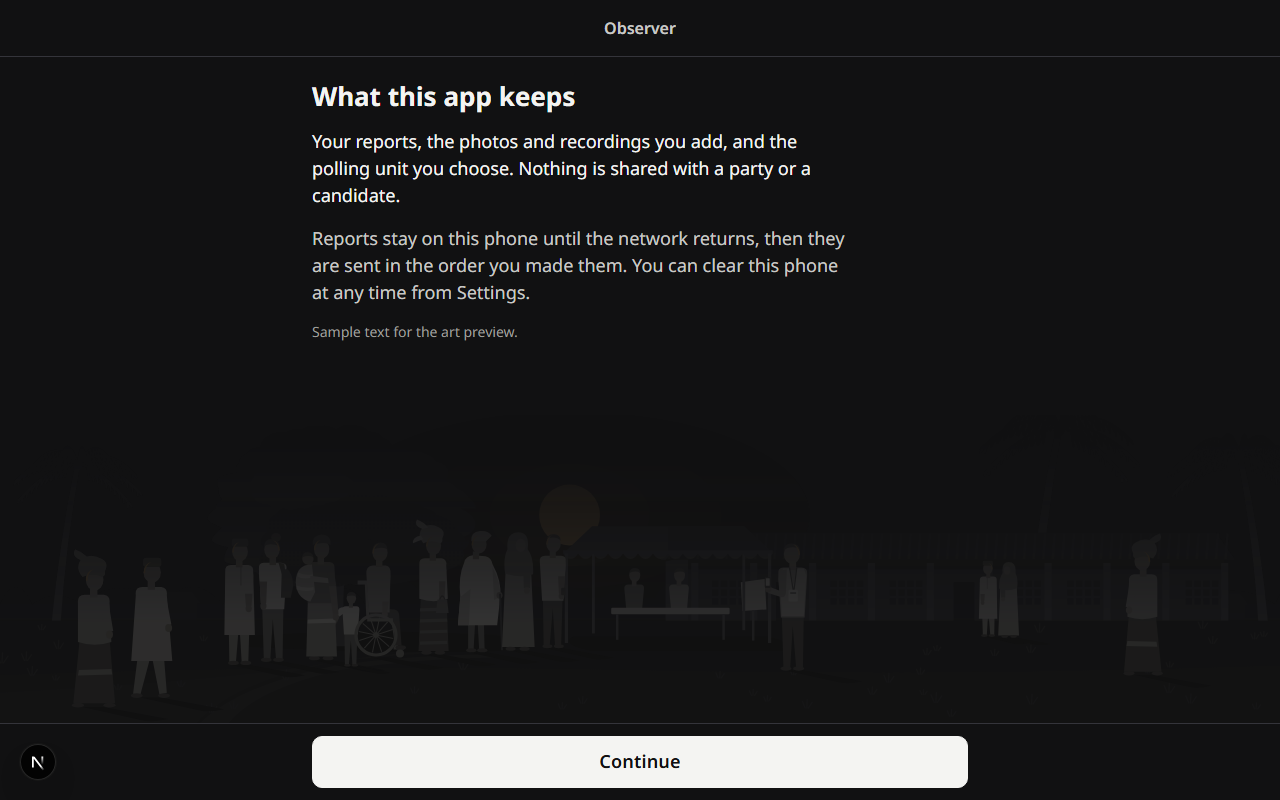 Observer
What this app keeps
Your reports, the photos and recordings you add, and the
polling unit you choose. Nothing is shared with a party or a
candidate.
Reports stay on this phone until the network returns, then they
are sent in the order you made them. You can clear this phone
at any time from Settings.
Sample text for the art preview.
N
Continue